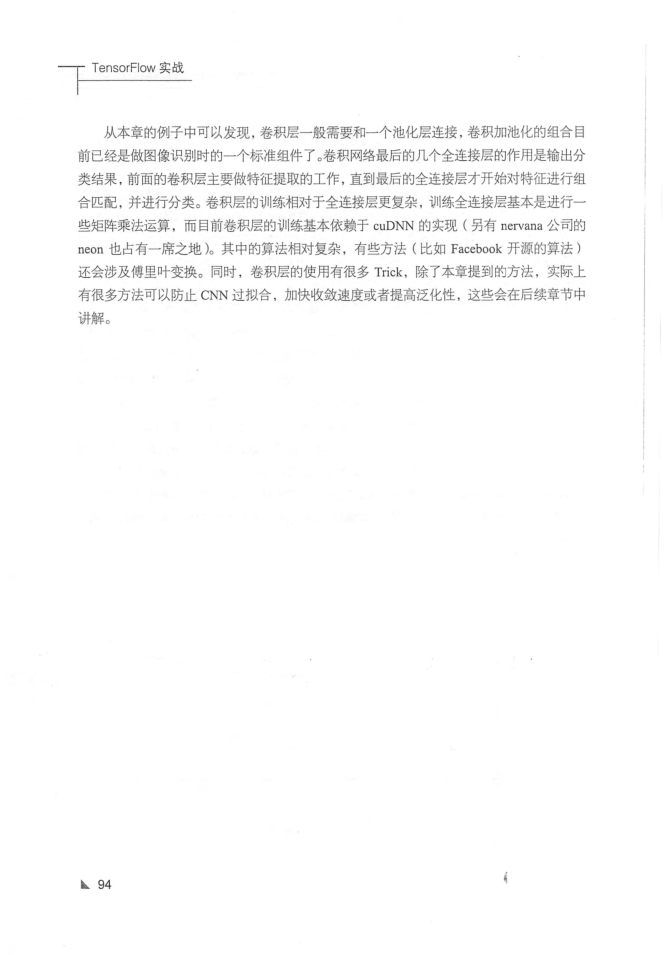 TensorFlow 实战
从本章的例子中可以发现，卷积层一般需要和一个池化层连接，卷积加池化的组合目
前已经是做图像识别时的一个标准组件了。卷积网络最后的几个全连接层的作用是输出分
类结果，前面的卷积层主要做特征提取的工作，直到最后的全连接层才开始对特征进行组
合匹配，并进行分类。卷积层的训练相对于全连接层更复杂，训练全连接层基本是进行一
些矩阵乘法运算，而目前卷积层的训练基本依赖于 cuDNN 的实现（另有 nervana 公司的
neon 也占有一席之地）。其中的算法相对复杂，有些方法（比如 Facebook 开源的算法）
还会涉及傅里叶变换。同时，卷积层的使用有很多 Trick，除了本章提到的方法，实际上
有很多方法可以防止 CNN 过拟合，加快收敛速度或者提高泛化性，这些会在后续章节中
讲解。
94